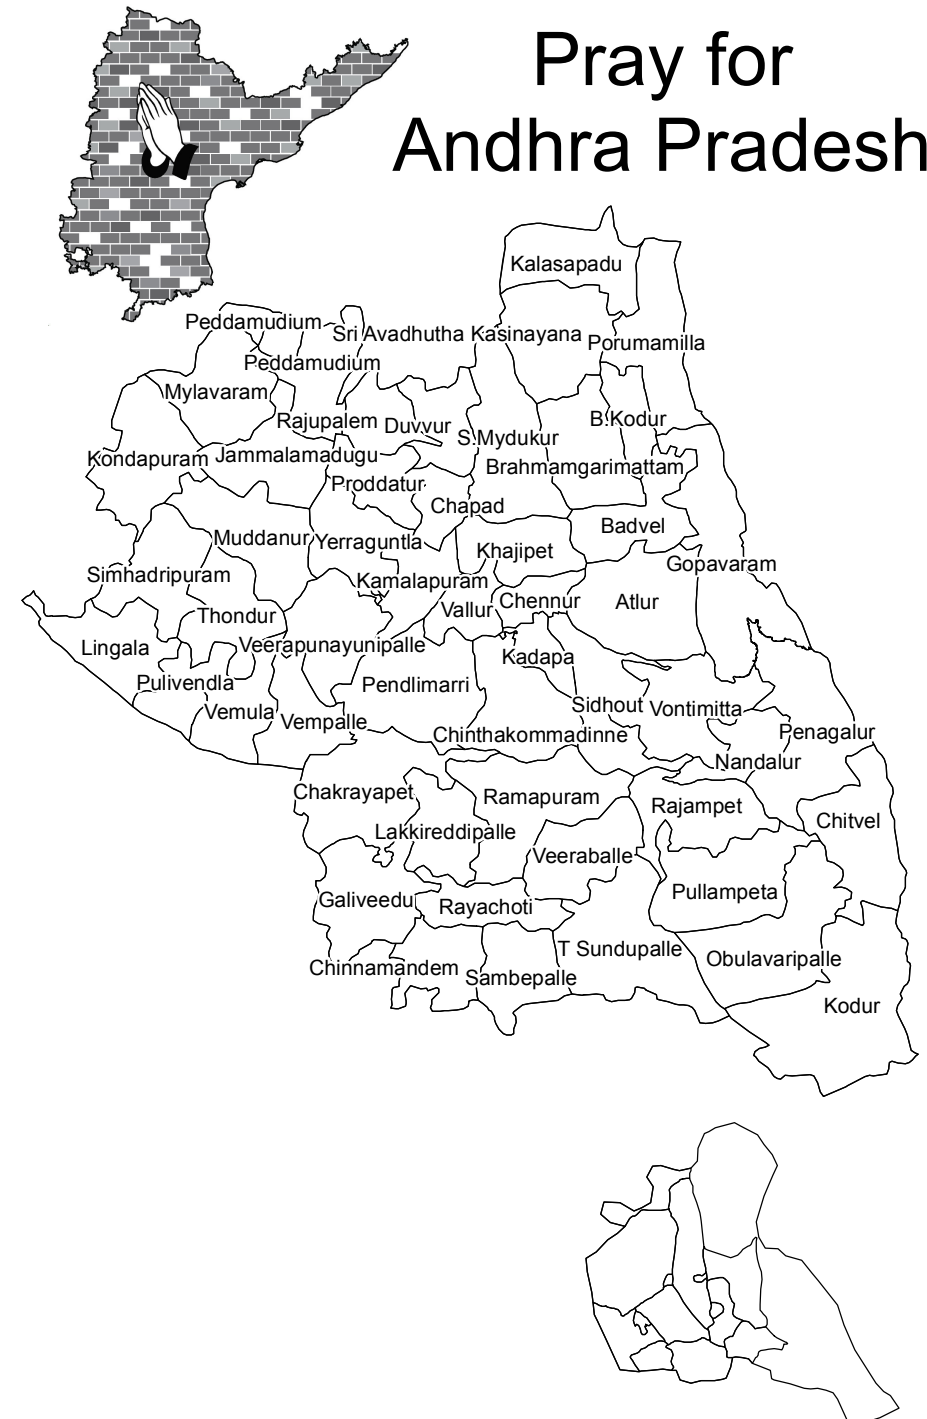 Pray for
Andhra Pradesh
Kalasapadu
Peddamudium
Sri Avadhutha Kasinayana
Porumamilla
Peddamudium
Mylavaram
Rajupalem
Duvvur
B.Kodur
S.Mydukur
Kondapuram
Jammalamadugu
Brahmamgarimattam
Proddatur
Chapad
Badvel
Muddanur
Yerraguntla
Khajipet
Gopavaram
Simhadripuram
Kamalapuram
Chennur
Atlur
Vallur
Thondur
Lingala
Veerapunayunipalle
Kadapa
Pulivendla
Pendlimarri
Sidhout
Vontimitta
Vemula
Vempalle
Chinthakommadinne
Penagalur
Nandalur
Chakrayapet
Ramapuram
Rajampet
Chitvel
Lakkireddipalle
Veeraballe
Galiveedu
Rayachoti
Pullampeta
T Sundupalle
Obulavaripalle
Chinnamandem
Sambepalle
Kodur